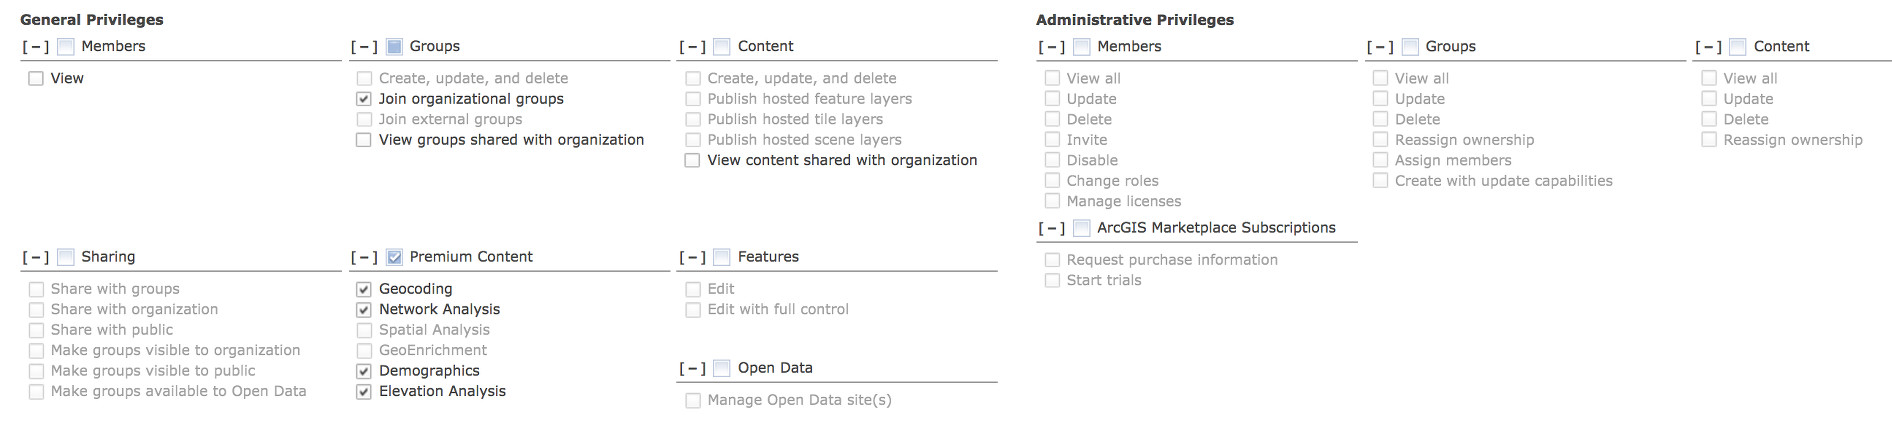 General Privileges
[−] Members
View
[−] Groups
Create, update, and delete
Join organizational groups
Join external groups
View groups shared with organization
[−] Content
Create, update, and delete
Publish hosted feature layers
Publish hosted tile layers
Publish hosted scene layers
View content shared with organization
[−] Sharing
Share with groups
Share with organization
Share with public
Make groups visible to organization
Make groups visible to public
Make groups available to Open Data
[−] Premium Content
Geocoding
Network Analysis
Spatial Analysis
GeoEnrichment
Demographics
Elevation Analysis
[−] Features
Edit
Edit with full control
[−] Open Data
Manage Open Data site(s)
Administrative Privileges
[−] Members
View all
Update
Delete
Invite
Disable
Change roles
Manage licenses
[−] Groups
View all
Update
Delete
Reassign ownership
Assign members
Create with update capabilities
[−] Content
View all
Update
Delete
Reassign ownership
[−] ArcGIS Marketplace Subscriptions
Request purchase information
Start trials